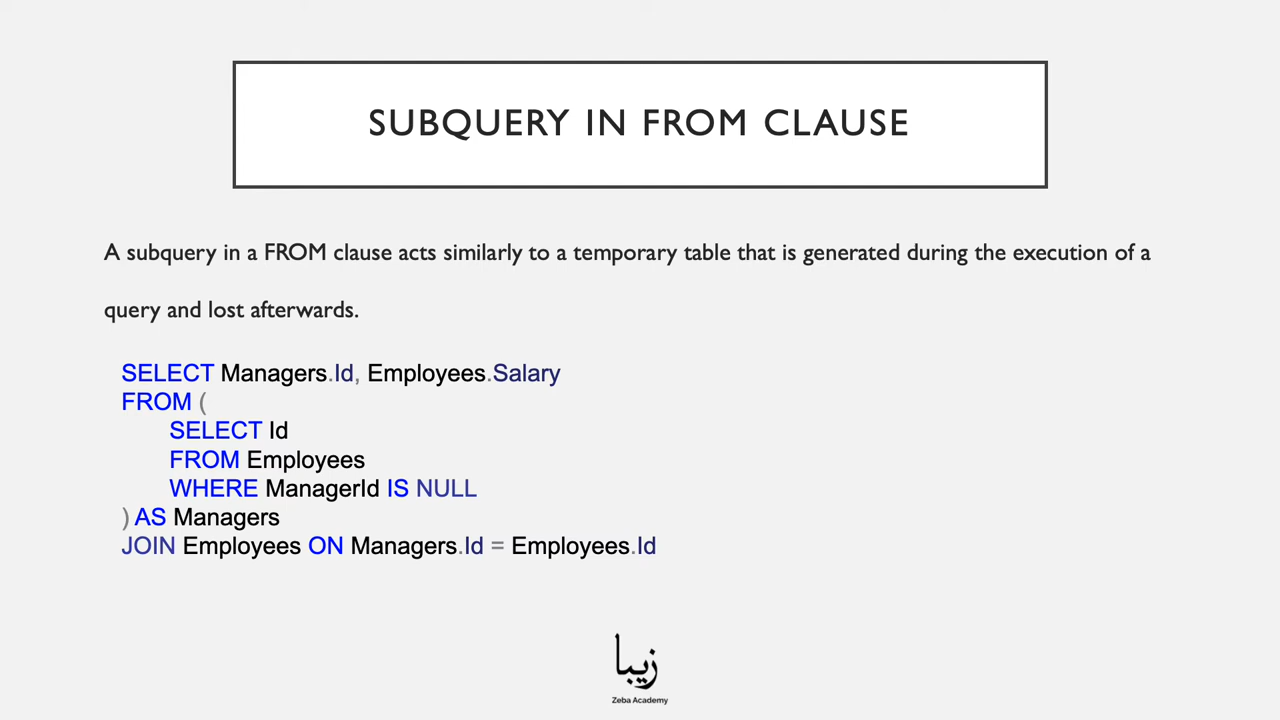 SUBQUERY IN FROM CLAUSE
A subquery in a FROM clause acts similarly to a temporary table that is generated during the execution of a
query and lost afterwards.
SELECT Managers.Id, Employees.Salary
FROM (
SELECT Id
FROM Employees
WHERE ManagerId IS NULL
) AS Managers
JOIN Employees ON Managers.Id = Employees.Id
زیبا
Zeba Academy